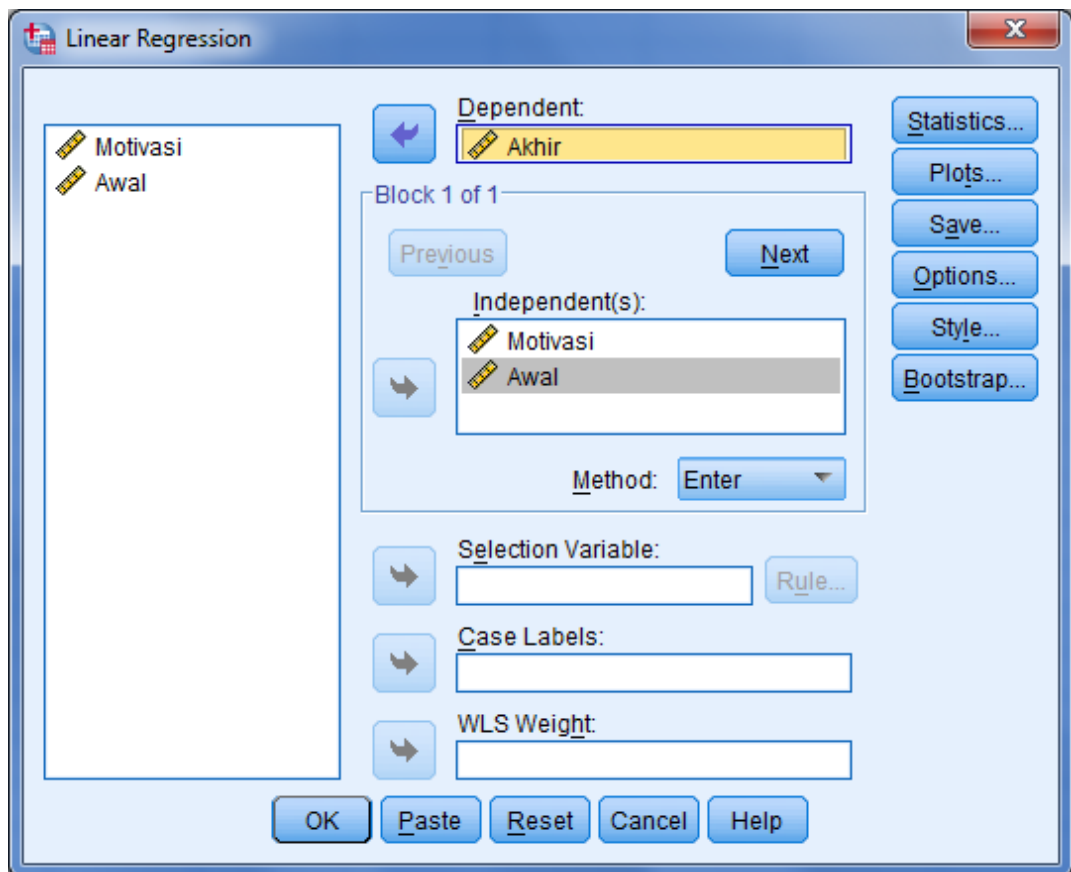 Linear Regression
Motivasi
Awal
Dependent:
Akhir
Block 1 of 1
Previous
Next
Independent(s):
Motivasi
Awal
Method: Enter
Selection Variable:
Rule...
Case Labels:
WLS Weight:
Statistics...
Plots...
Save...
Options...
Style...
Bootstrap...
OK Paste Reset Cancel Help